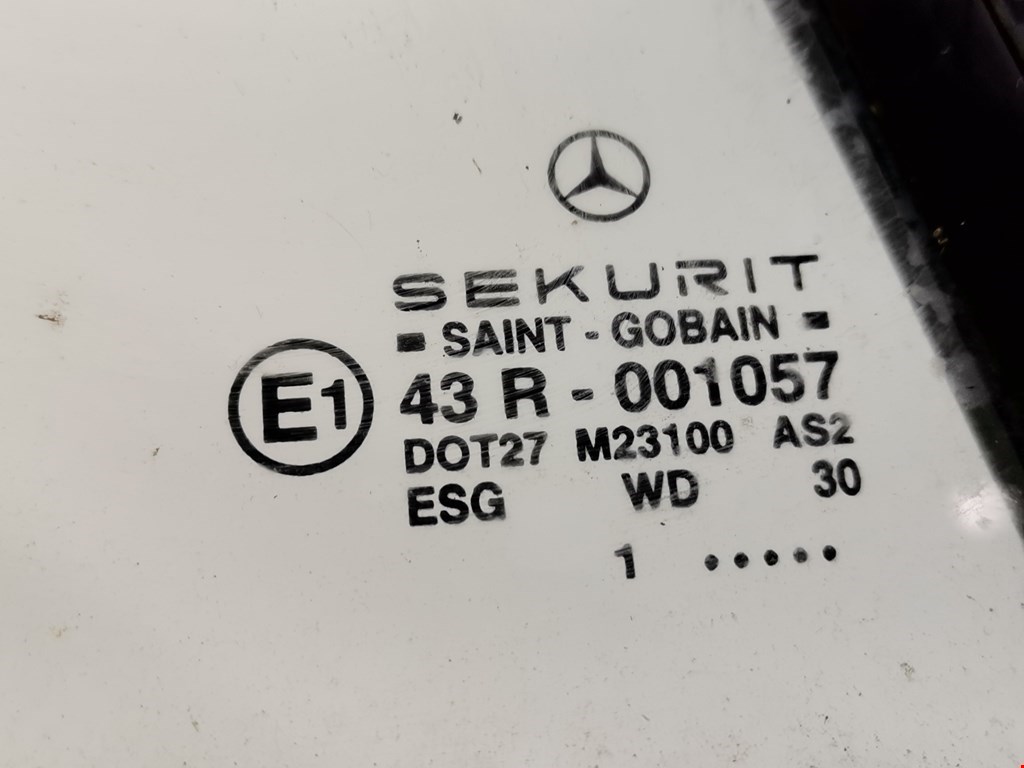 SEKURIT
▪ SAINT - GOBAIN ▪
E1
43 R - 001057
DOT27 M23100 AS2
ESG WD 30
1 .....